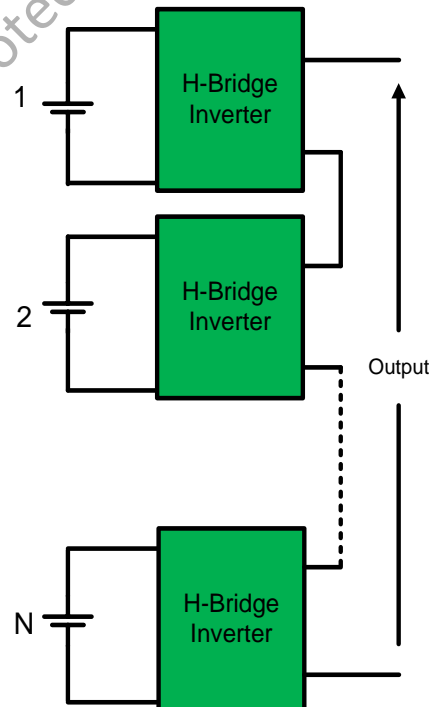 1
H-Bridge
Inverter
2
H-Bridge
Inverter
Output
N
H-Bridge
Inverter